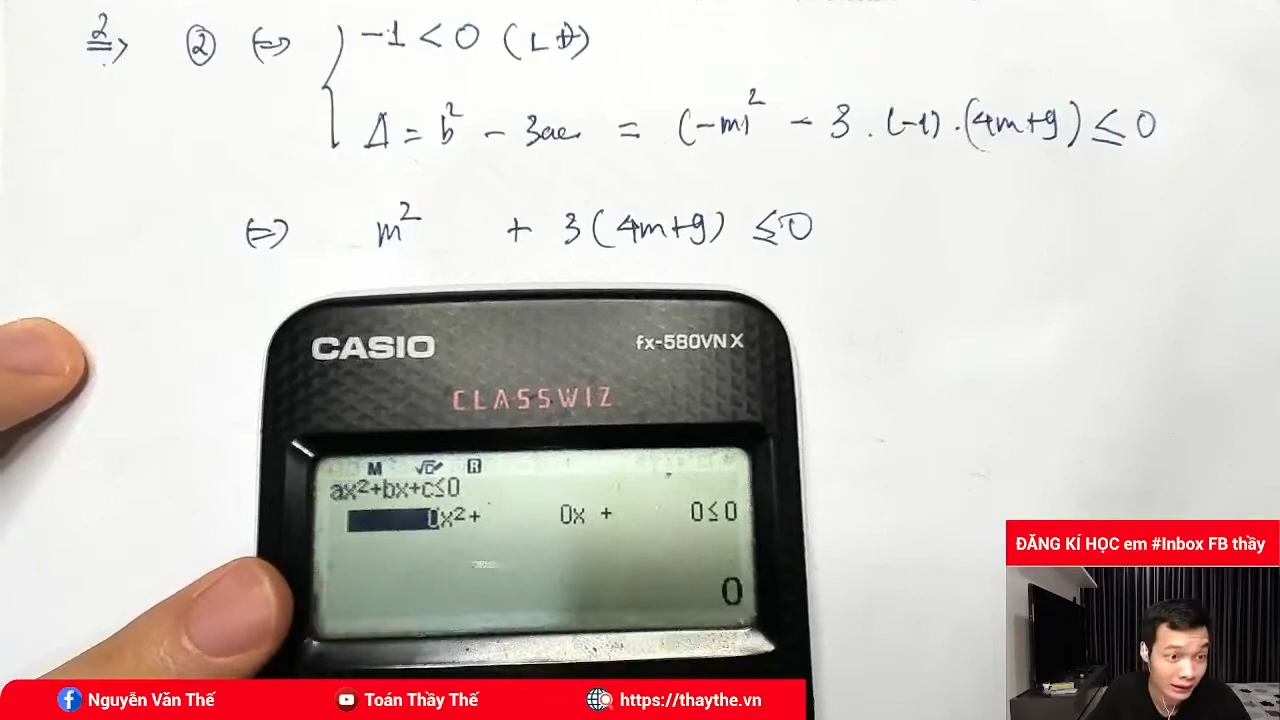 2 => ② <=> { -1 < 0 (LĐ)
Δ = b² - 3ac = (-m)² - 3.(-1).(4m+9) ≤ 0
<=> m² + 3(4m+9) ≤ 0
CASIO fx-580VN X
CLASSWIZ
M √▱ R
ax²+bx+c≤0
0x²+ 0x + 0≤0
0
ĐĂNG KÍ HỌC em #Inbox FB thầy
Nguyễn Văn Thế Toán Thầy Thế https://thaythe.vn